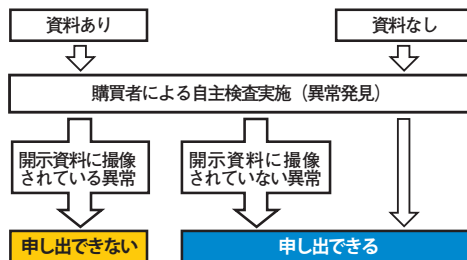 資料あり
資料なし
購買者による自主検査実施（異常発見）
開示資料に撮像
されている異常
開示資料に撮像
されていない異常
申し出できない
申し出できる